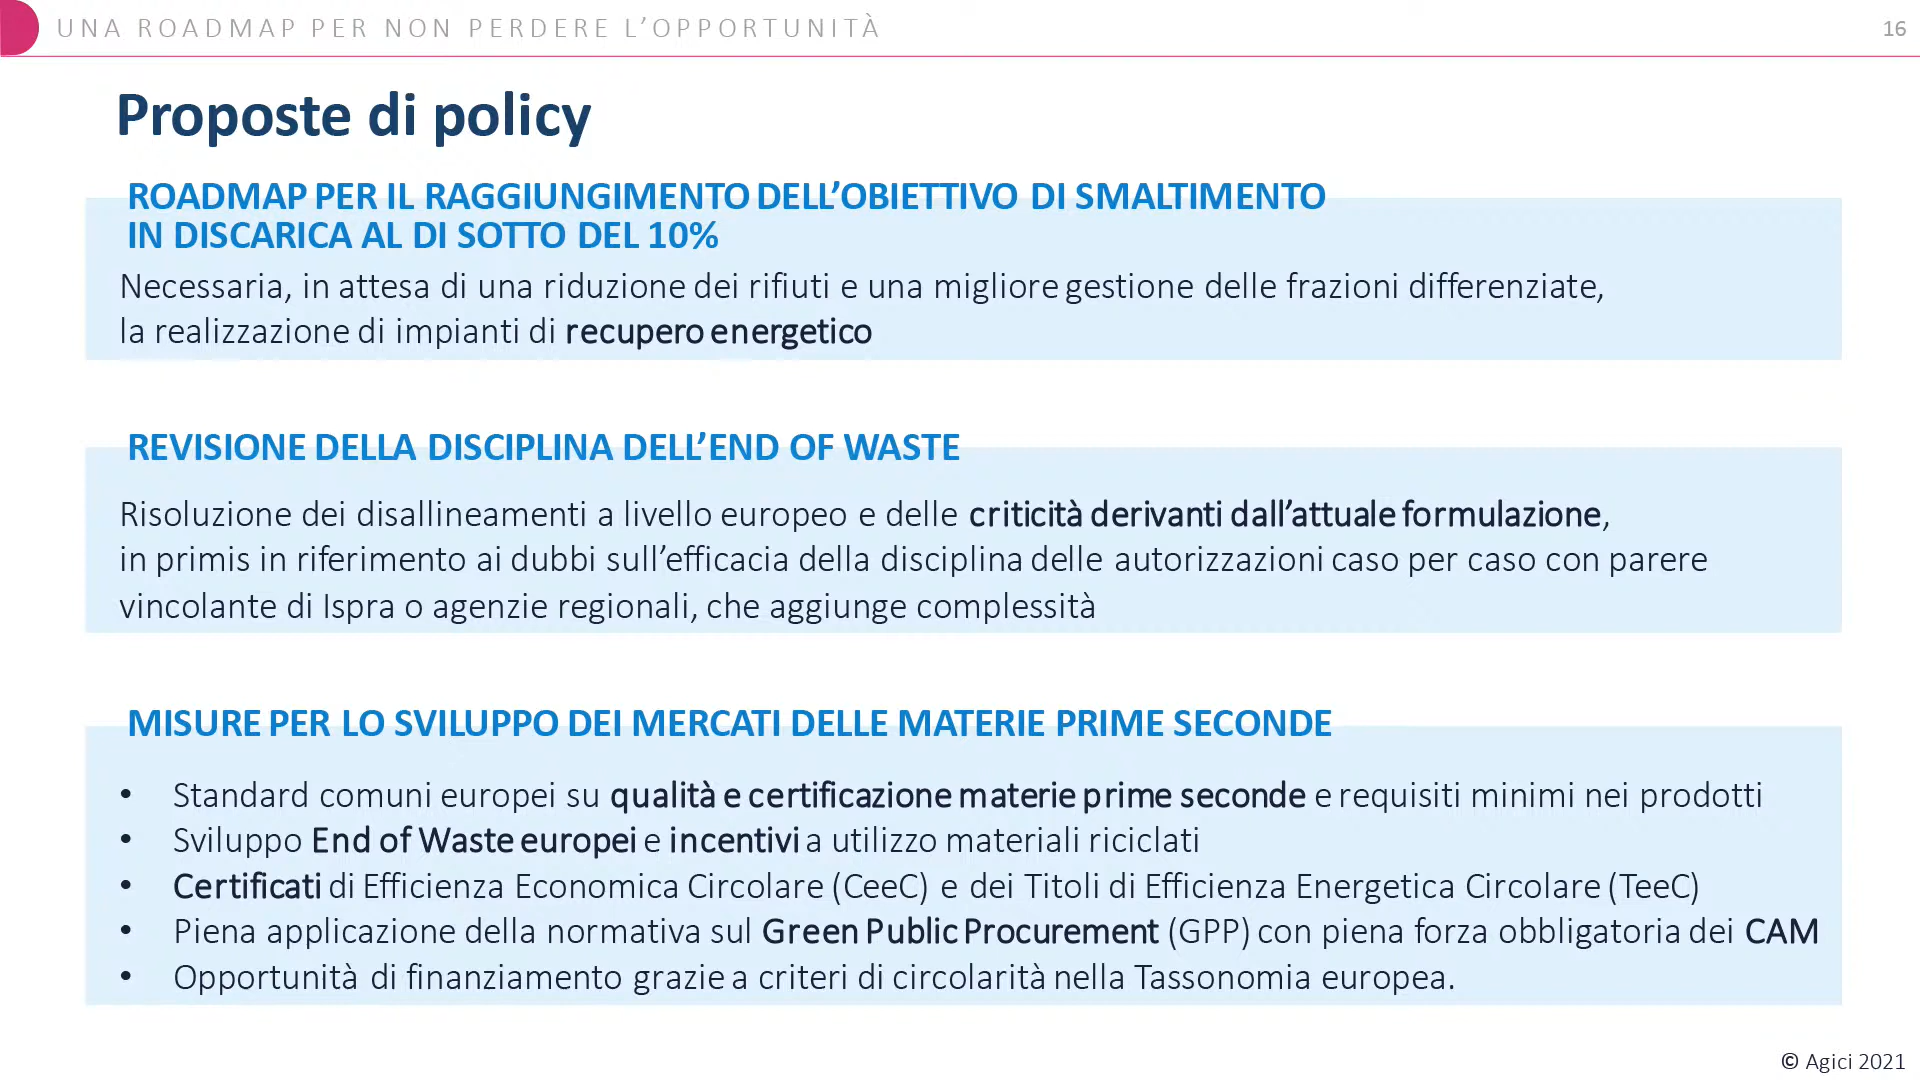 UNA ROADMAP PER NON PERDERE L’OPPORTUNITÀ
16
Proposte di policy
ROADMAP PER IL RAGGIUNGIMENTO DELL’OBIETTIVO DI SMALTIMENTO
IN DISCARICA AL DI SOTTO DEL 10%
Necessaria, in attesa di una riduzione dei rifiuti e una migliore gestione delle frazioni differenziate,
la realizzazione di impianti di recupero energetico
REVISIONE DELLA DISCIPLINA DELL’END OF WASTE
Risoluzione dei disallineamenti a livello europeo e delle criticità derivanti dall’attuale formulazione,
in primis in riferimento ai dubbi sull’efficacia della disciplina delle autorizzazioni caso per caso con parere
vincolante di Ispra o agenzie regionali, che aggiunge complessità
MISURE PER LO SVILUPPO DEI MERCATI DELLE MATERIE PRIME SECONDE
• Standard comuni europei su qualità e certificazione materie prime seconde e requisiti minimi nei prodotti
• Sviluppo End of Waste europei e incentivi a utilizzo materiali riciclati
• Certificati di Efficienza Economica Circolare (CeeC) e dei Titoli di Efficienza Energetica Circolare (TeeC)
• Piena applicazione della normativa sul Green Public Procurement (GPP) con piena forza obbligatoria dei CAM
• Opportunità di finanziamento grazie a criteri di circolarità nella Tassonomia europea.
© Agici 2021